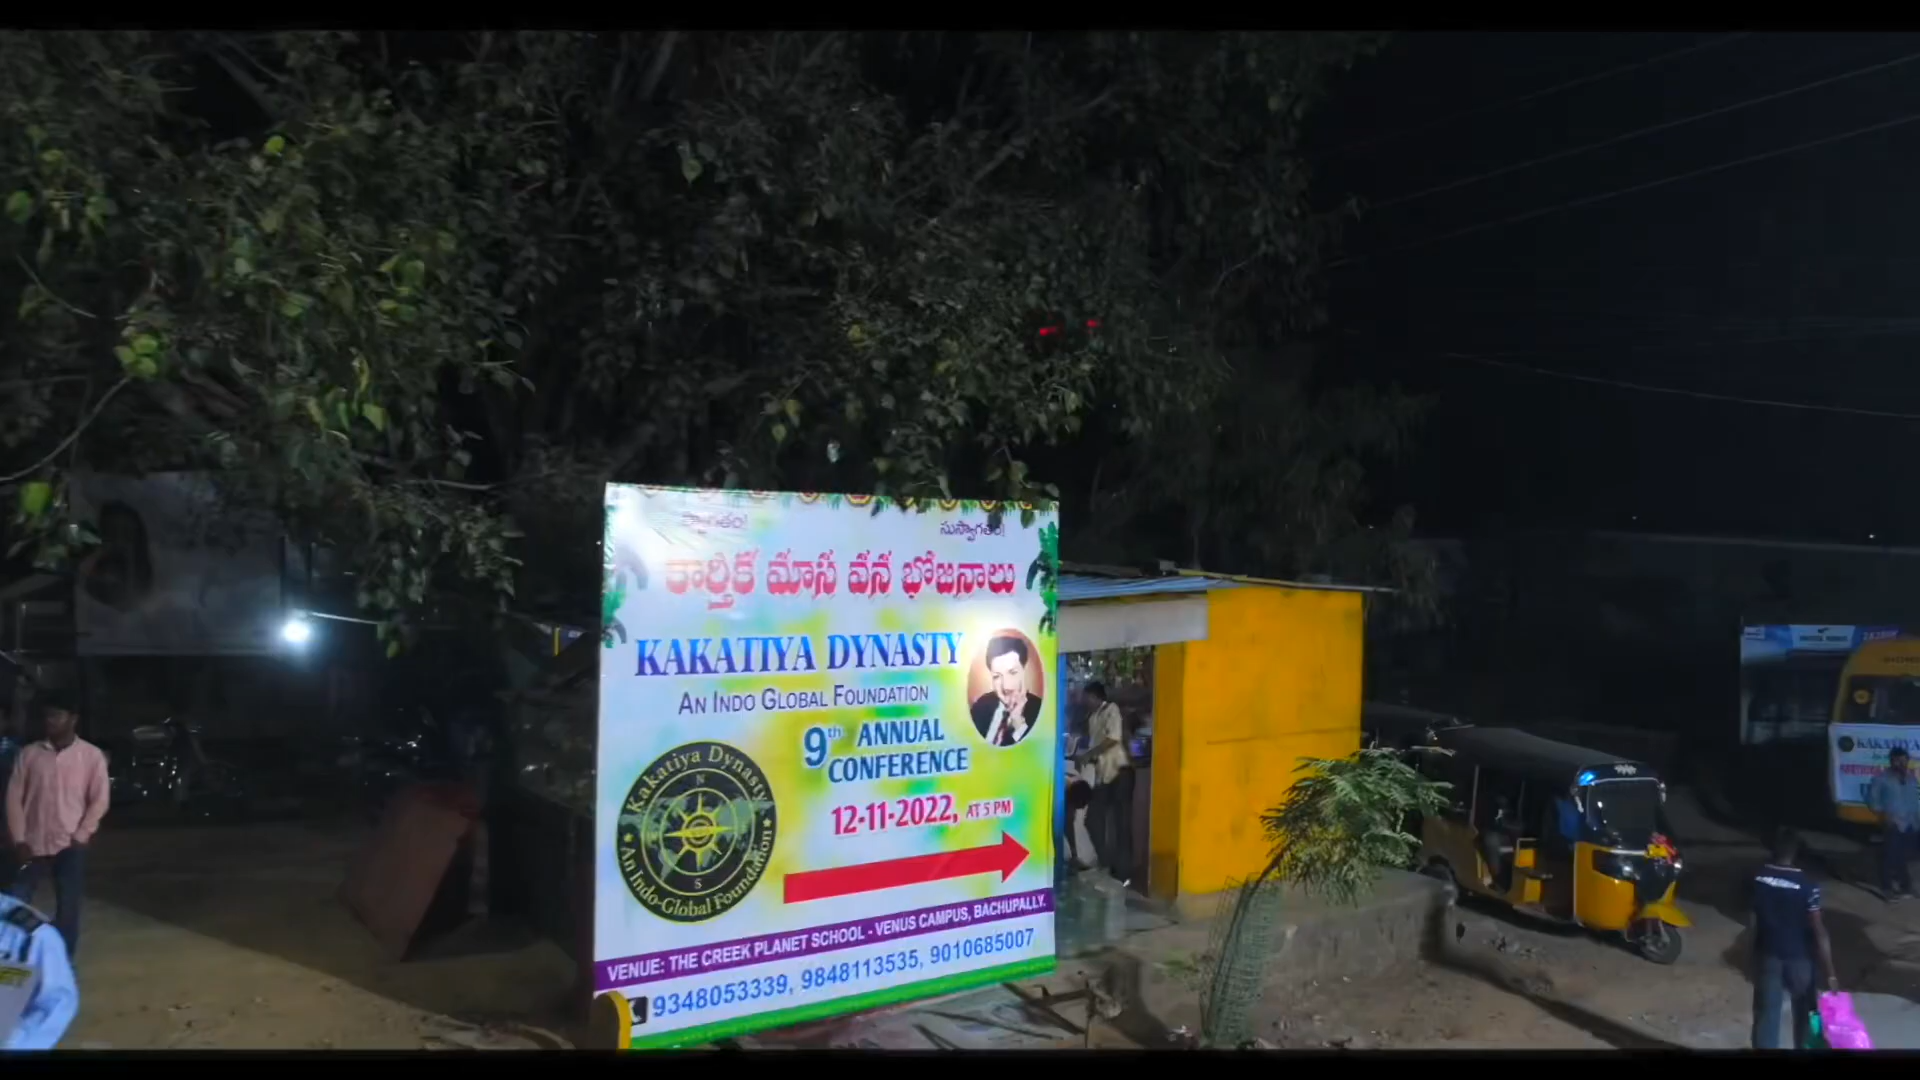 స్వాగతం!
సుస్వాగతం!
కార్తీక మాస వన భోజనాలు
KAKATIYA DYNASTY
AN INDO GLOBAL FOUNDATION
9th ANNUAL
CONFERENCE
12-11-2022, AT 5 PM
Kakatiya Dynasty
N
S
An Indo-Global Foundation
VENUE: THE CREEK PLANET SCHOOL - VENUS CAMPUS, BACHUPALLY.
9348053339, 9848113535, 9010685007
KAKATIYA